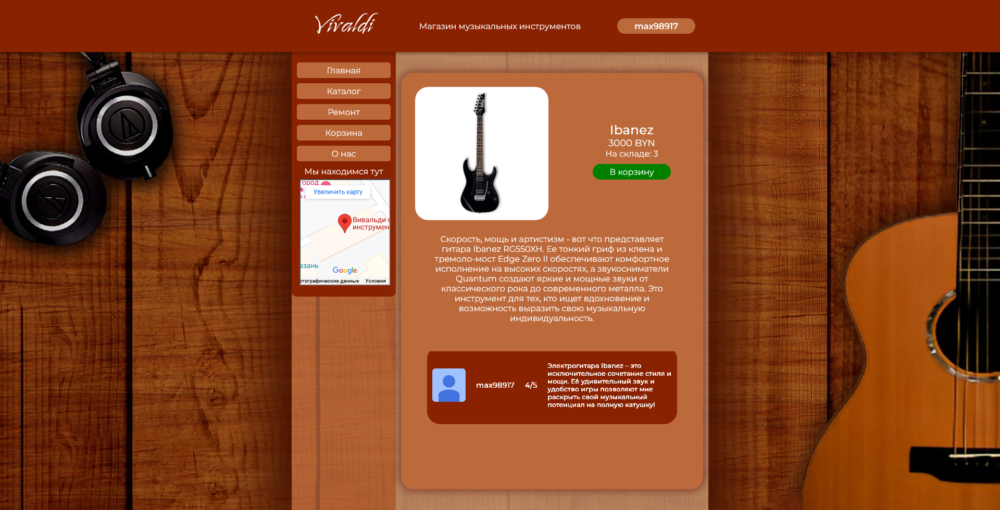 Vivaldi
Магазин музыкальных инструментов
max98917
Главная
Каталог
Ремонт
Корзина
О нас
Мы находимся тут
город
Увеличить карту
Вивальди
инструмен
азань
Google
ртографические данные
Условия
Ibanez
3000 BYN
На складе: 3
В корзину
Скорость, мощь и артистизм - вот что представляет
гитара Ibanez RG550XH. Ее тонкий гриф из клена и
тремоло-мост Edge Zero II обеспечивают комфортное
исполнение на высоких скоростях, а звукосниматели
Quantum создают яркие и мощные звуки от
классического рока до современного металла. Это
инструмент для тех, кто ищет вдохновение и
возможность выразить свою музыкальную
индивидуальность.
max98917
4/5
Электрогитара Ibanez – это
исключительное сочетание стиля и
мощи. Её удивительный звук и
удобство игры позволяют мне
раскрыть свой музыкальный
потенциал на полную катушку!